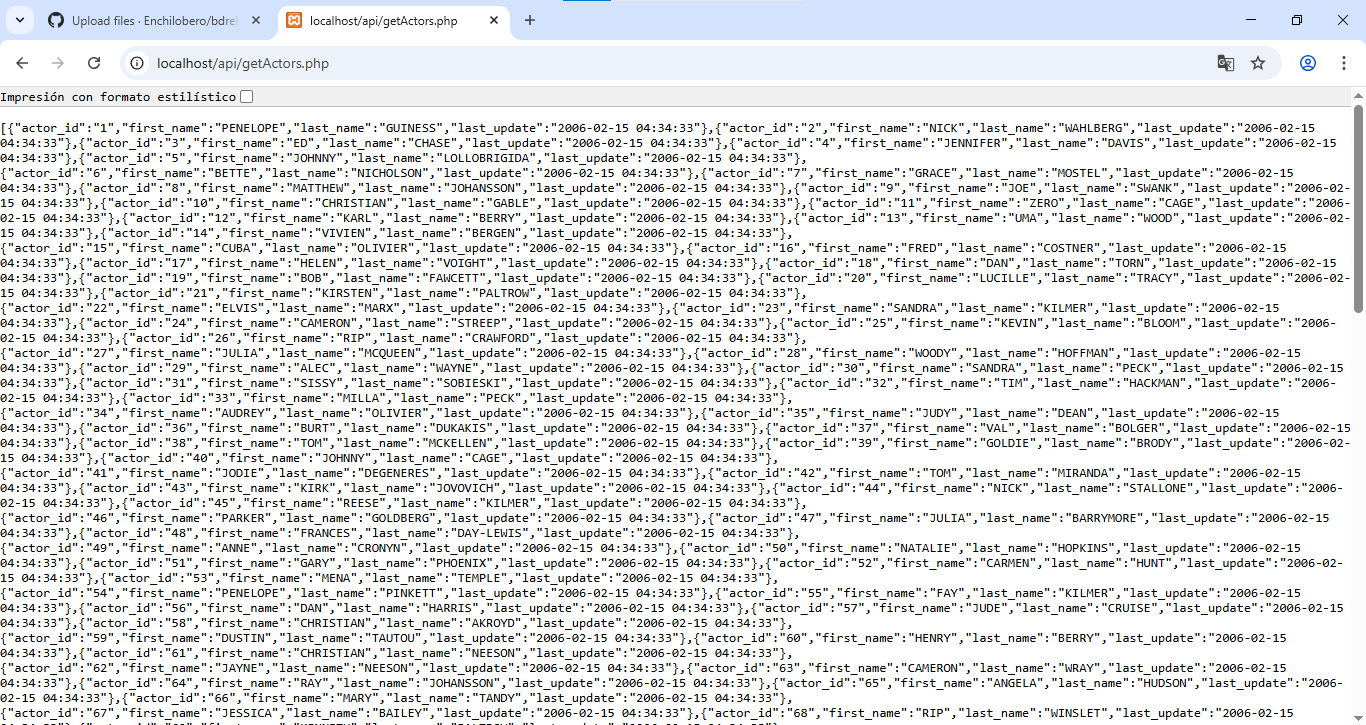 Upload files · Enchilobero/bdrel
localhost/api/getActors.php
localhost/api/getActors.php
Impresión con formato estilístico
[{"actor_id":"1","first_name":"PENELOPE","last_name":"GUINESS","last_update":"2006-02-15 04:34:33"},{"actor_id":"2","first_name":"NICK","last_name":"WAHLBERG","last_update":"2006-02-15
04:34:33"},{"actor_id":"3","first_name":"ED","last_name":"CHASE","last_update":"2006-02-15 04:34:33"},{"actor_id":"4","first_name":"JENNIFER","last_name":"DAVIS","last_update":"2006-02-15
04:34:33"},{"actor_id":"5","first_name":"JOHNNY","last_name":"LOLLOBRIGIDA","last_update":"2006-02-15 04:34:33"},
{"actor_id":"6","first_name":"BETTE","last_name":"NICHOLSON","last_update":"2006-02-15 04:34:33"},{"actor_id":"7","first_name":"GRACE","last_name":"MOSTEL","last_update":"2006-02-15
04:34:33"},{"actor_id":"8","first_name":"MATTHEW","last_name":"JOHANSSON","last_update":"2006-02-15 04:34:33"},{"actor_id":"9","first_name":"JOE","last_name":"SWANK","last_update":"2006-02-
15 04:34:33"},{"actor_id":"10","first_name":"CHRISTIAN","last_name":"GABLE","last_update":"2006-02-15 04:34:33"},{"actor_id":"11","first_name":"ZERO","last_name":"CAGE","last_update":"2006-
02-15 04:34:33"},{"actor_id":"12","first_name":"KARL","last_name":"BERRY","last_update":"2006-02-15 04:34:33"},{"actor_id":"13","first_name":"UMA","last_name":"WOOD","last_update":"2006-02-
15 04:34:33"},{"actor_id":"14","first_name":"VIVIEN","last_name":"BERGEN","last_update":"2006-02-15 04:34:33"},
{"actor_id":"15","first_name":"CUBA","last_name":"OLIVIER","last_update":"2006-02-15 04:34:33"},{"actor_id":"16","first_name":"FRED","last_name":"COSTNER","last_update":"2006-02-15
04:34:33"},{"actor_id":"17","first_name":"HELEN","last_name":"VOIGHT","last_update":"2006-02-15 04:34:33"},{"actor_id":"18","first_name":"DAN","last_name":"TORN","last_update":"2006-02-15
04:34:33"},{"actor_id":"19","first_name":"BOB","last_name":"FAWCETT","last_update":"2006-02-15 04:34:33"},{"actor_id":"20","first_name":"LUCILLE","last_name":"TRACY","last_update":"2006-02-
15 04:34:33"},{"actor_id":"21","first_name":"KIRSTEN","last_name":"PALTROW","last_update":"2006-02-15 04:34:33"},
{"actor_id":"22","first_name":"ELVIS","last_name":"MARX","last_update":"2006-02-15 04:34:33"},{"actor_id":"23","first_name":"SANDRA","last_name":"KILMER","last_update":"2006-02-15
04:34:33"},{"actor_id":"24","first_name":"CAMERON","last_name":"STREEP","last_update":"2006-02-15 04:34:33"},{"actor_id":"25","first_name":"KEVIN","last_name":"BLOOM","last_update":"2006-
02-15 04:34:33"},{"actor_id":"26","first_name":"RIP","last_name":"CRAWFORD","last_update":"2006-02-15 04:34:33"},
{"actor_id":"27","first_name":"JULIA","last_name":"MCQUEEN","last_update":"2006-02-15 04:34:33"},{"actor_id":"28","first_name":"WOODY","last_name":"HOFFMAN","last_update":"2006-02-15
04:34:33"},{"actor_id":"29","first_name":"ALEC","last_name":"WAYNE","last_update":"2006-02-15 04:34:33"},{"actor_id":"30","first_name":"SANDRA","last_name":"PECK","last_update":"2006-02-15
04:34:33"},{"actor_id":"31","first_name":"SISSY","last_name":"SOBIESKI","last_update":"2006-02-15 04:34:33"},{"actor_id":"32","first_name":"TIM","last_name":"HACKMAN","last_update":"2006-
02-15 04:34:33"},{"actor_id":"33","first_name":"MILLA","last_name":"PECK","last_update":"2006-02-15 04:34:33"},
{"actor_id":"34","first_name":"AUDREY","last_name":"OLIVIER","last_update":"2006-02-15 04:34:33"},{"actor_id":"35","first_name":"JUDY","last_name":"DEAN","last_update":"2006-02-15
04:34:33"},{"actor_id":"36","first_name":"BURT","last_name":"DUKAKIS","last_update":"2006-02-15 04:34:33"},{"actor_id":"37","first_name":"VAL","last_name":"BOLGER","last_update":"2006-02-15
04:34:33"},{"actor_id":"38","first_name":"TOM","last_name":"MCKELLEN","last_update":"2006-02-15 04:34:33"},{"actor_id":"39","first_name":"GOLDIE","last_name":"BRODY","last_update":"2006-02-
15 04:34:33"},{"actor_id":"40","first_name":"JOHNNY","last_name":"CAGE","last_update":"2006-02-15 04:34:33"},
{"actor_id":"41","first_name":"JODIE","last_name":"DEGENERES","last_update":"2006-02-15 04:34:33"},{"actor_id":"42","first_name":"TOM","last_name":"MIRANDA","last_update":"2006-02-15
04:34:33"},{"actor_id":"43","first_name":"KIRK","last_name":"JOVOVICH","last_update":"2006-02-15 04:34:33"},{"actor_id":"44","first_name":"NICK","last_name":"STALLONE","last_update":"2006-
02-15 04:34:33"},{"actor_id":"45","first_name":"REESE","last_name":"KILMER","last_update":"2006-02-15 04:34:33"},
{"actor_id":"46","first_name":"PARKER","last_name":"GOLDBERG","last_update":"2006-02-15 04:34:33"},{"actor_id":"47","first_name":"JULIA","last_name":"BARRYMORE","last_update":"2006-02-15
04:34:33"},{"actor_id":"48","first_name":"FRANCES","last_name":"DAY-LEWIS","last_update":"2006-02-15 04:34:33"},
{"actor_id":"49","first_name":"ANNE","last_name":"CRONYN","last_update":"2006-02-15 04:34:33"},{"actor_id":"50","first_name":"NATALIE","last_name":"HOPKINS","last_update":"2006-02-15
04:34:33"},{"actor_id":"51","first_name":"GARY","last_name":"PHOENIX","last_update":"2006-02-15 04:34:33"},{"actor_id":"52","first_name":"CARMEN","last_name":"HUNT","last_update":"2006-02-
15 04:34:33"},{"actor_id":"53","first_name":"MENA","last_name":"TEMPLE","last_update":"2006-02-15 04:34:33"},
{"actor_id":"54","first_name":"PENELOPE","last_name":"PINKETT","last_update":"2006-02-15 04:34:33"},{"actor_id":"55","first_name":"FAY","last_name":"KILMER","last_update":"2006-02-15
04:34:33"},{"actor_id":"56","first_name":"DAN","last_name":"HARRIS","last_update":"2006-02-15 04:34:33"},{"actor_id":"57","first_name":"JUDE","last_name":"CRUISE","last_update":"2006-02-15
04:34:33"},{"actor_id":"58","first_name":"CHRISTIAN","last_name":"AKROYD","last_update":"2006-02-15 04:34:33"},
{"actor_id":"59","first_name":"DUSTIN","last_name":"TAUTOU","last_update":"2006-02-15 04:34:33"},{"actor_id":"60","first_name":"HENRY","last_name":"BERRY","last_update":"2006-02-15
04:34:33"},{"actor_id":"61","first_name":"CHRISTIAN","last_name":"NEESON","last_update":"2006-02-15 04:34:33"},
{"actor_id":"62","first_name":"JAYNE","last_name":"NEESON","last_update":"2006-02-15 04:34:33"},{"actor_id":"63","first_name":"CAMERON","last_name":"WRAY","last_update":"2006-02-15
04:34:33"},{"actor_id":"64","first_name":"RAY","last_name":"JOHANSSON","last_update":"2006-02-15 04:34:33"},{"actor_id":"65","first_name":"ANGELA","last_name":"HUDSON","last_update":"2006-
02-15 04:34:33"},{"actor_id":"66","first_name":"MARY","last_name":"TANDY","last_update":"2006-02-15 04:34:33"},
{"actor_id":"67","first_name":"JESSICA","last_name":"BAILEY","last_update":"2006-02-15 04:34:33"},{"actor_id":"68","first_name":"RIP","last_name":"WINSLET","last_update":"2006-02-15